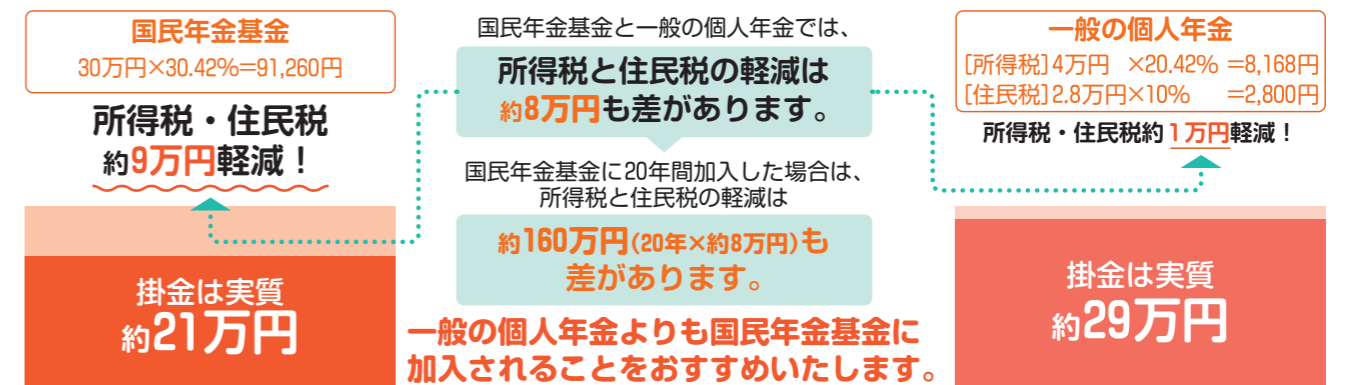 国民年金基金
30万円×30.42%=91,260円
所得税・住民税
約9万円軽減！
掛金は実質
約21万円
国民年金基金と一般の個人年金では、
所得税と住民税の軽減は
約8万円も差があります。
国民年金基金に20年間加入した場合は、
所得税と住民税の軽減は
約160万円(20年×約8万円)も
差があります。
一般の個人年金よりも国民年金基金に
加入されることをおすすめいたします。
一般の個人年金
[所得税]4万円 ×20.42% =8,168円
[住民税]2.8万円×10% =2,800円
所得税・住民税約1万円軽減！
掛金は実質
約29万円